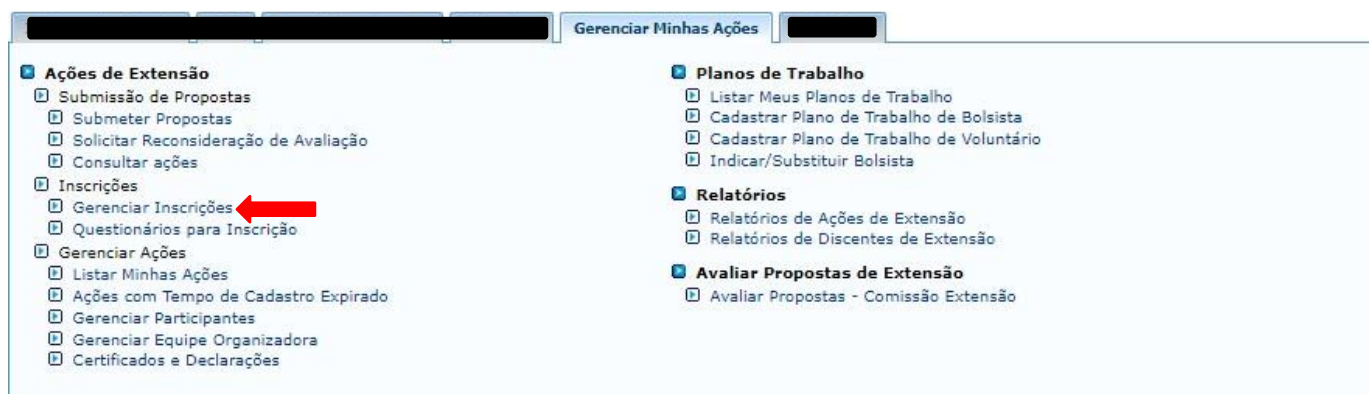 Gerenciar Minhas Ações
Ações de Extensão
Submissão de Propostas
Submeter Propostas
Solicitar Reconsideração de Avaliação
Consultar ações
Inscrições
Gerenciar Inscrições
Questionários para Inscrição
Gerenciar Ações
Listar Minhas Ações
Ações com Tempo de Cadastro Expirado
Gerenciar Participantes
Gerenciar Equipe Organizadora
Certificados e Declarações
Planos de Trabalho
Listar Meus Planos de Trabalho
Cadastrar Plano de Trabalho de Bolsista
Cadastrar Plano de Trabalho de Voluntário
Indicar/Substituir Bolsista
Relatórios
Relatórios de Ações de Extensão
Relatórios de Discentes de Extensão
Avaliar Propostas de Extensão
Avaliar Propostas - Comissão Extensão